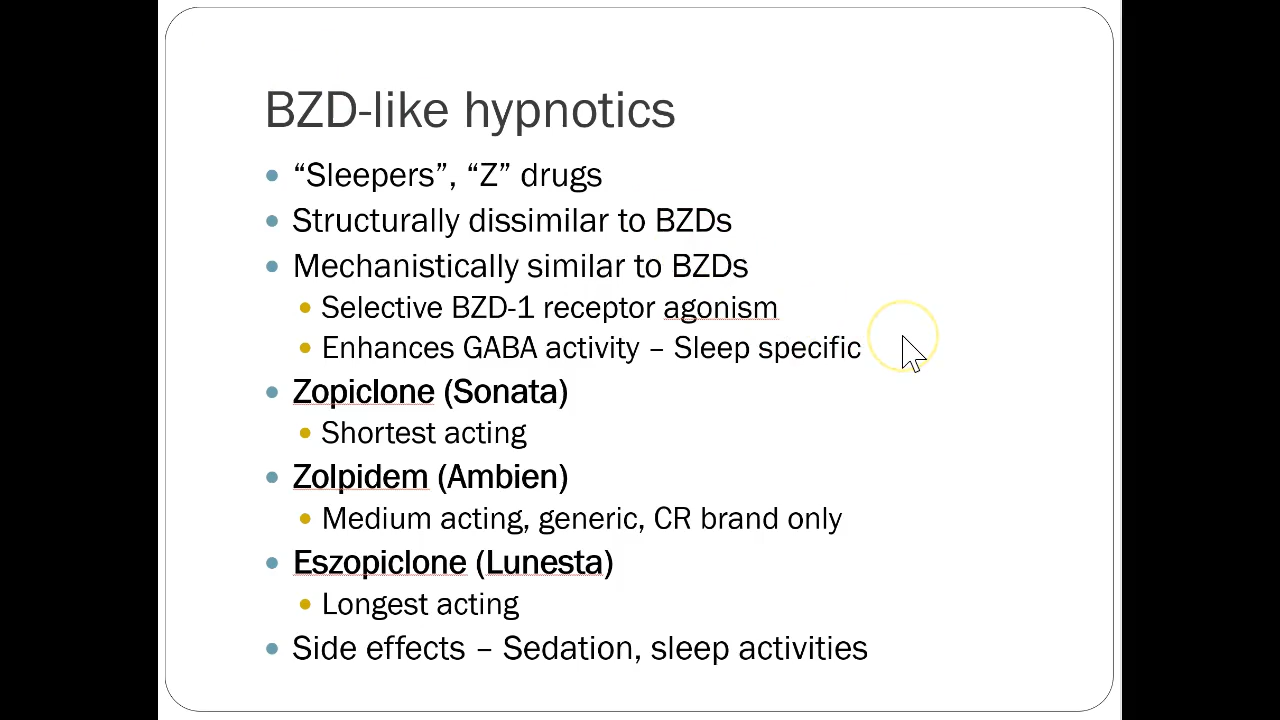 BZD-like hypnotics
“Sleepers”, “Z” drugs
Structurally dissimilar to BZDs
Mechanistically similar to BZDs
Selective BZD-1 receptor agonism
Enhances GABA activity – Sleep specific
Zopiclone (Sonata)
Shortest acting
Zolpidem (Ambien)
Medium acting, generic, CR brand only
Eszopiclone (Lunesta)
Longest acting
Side effects – Sedation, sleep activities